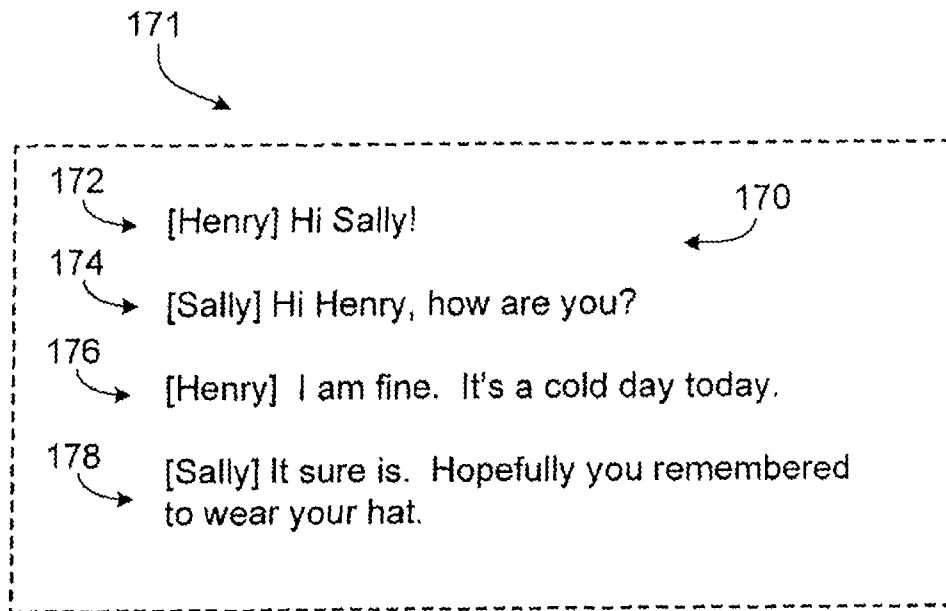 171
172
[Henry] Hi Sally!
170
174
[Sally] Hi Henry, how are you?
176
[Henry]  I am fine.  It's a cold day today.
178
[Sally] It sure is.  Hopefully you remembered
to wear your hat.